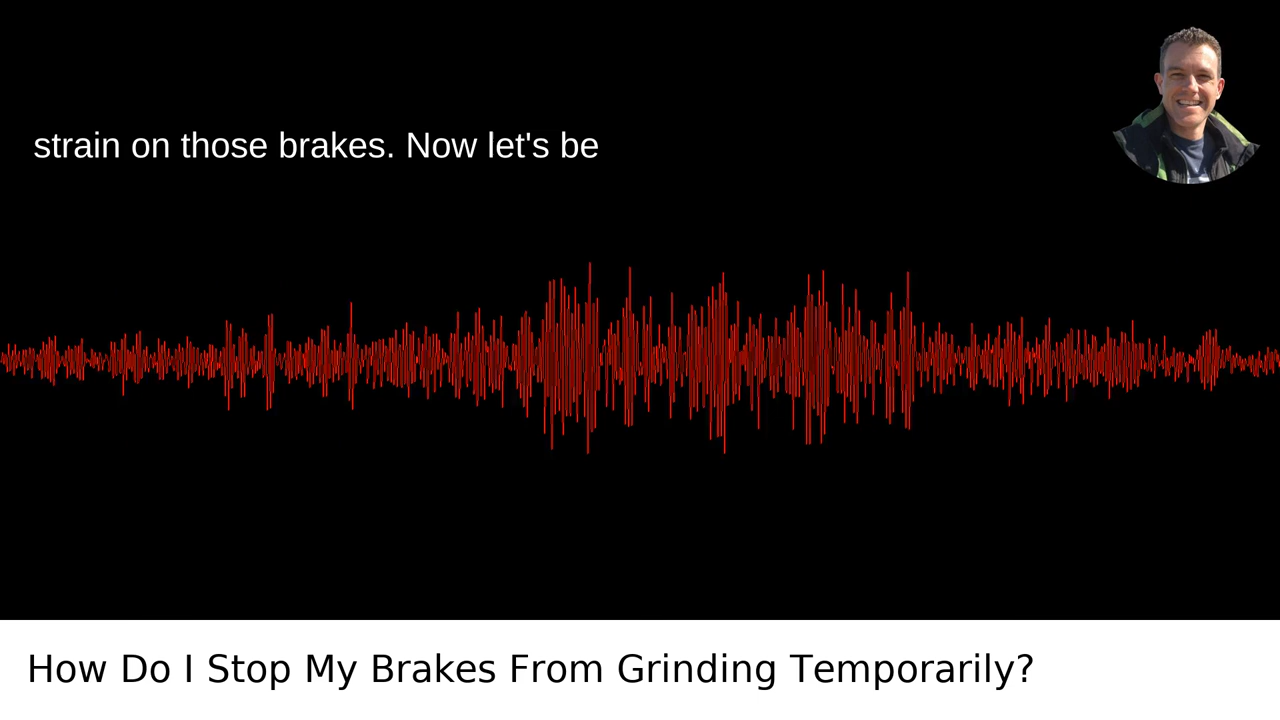 strain on those brakes. Now let's be
How Do I Stop My Brakes From Grinding Temporarily?